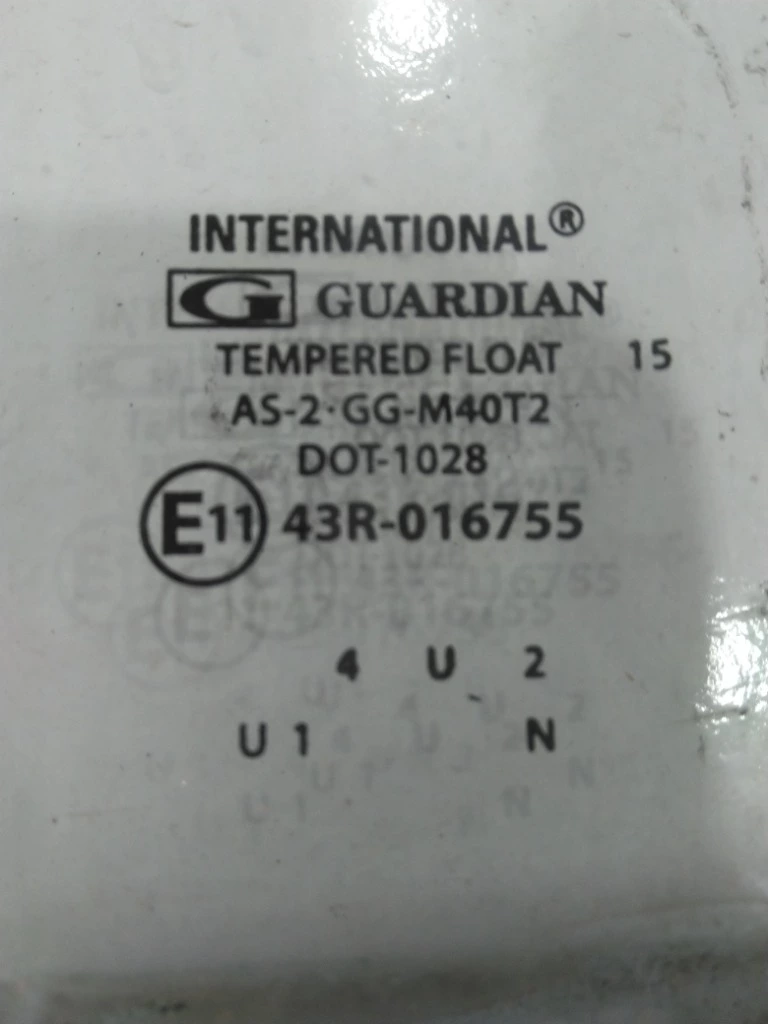 INTERNATIONAL®
G GUARDIAN
TEMPERED FLOAT 15
AS-2·GG-M40T2
DOT-1028
E11 43R-016755
4 U 2
U 1 N